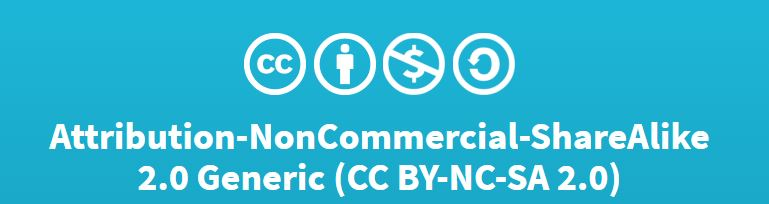 cc
Attribution-NonCommercial-ShareAlike
2.0 Generic (CC BY-NC-SA 2.0)